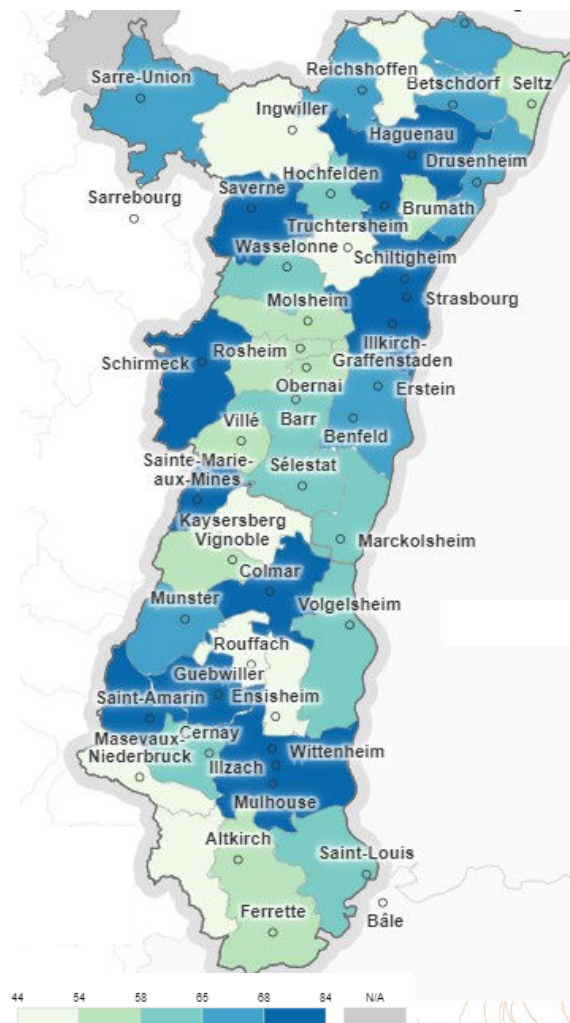 Reichshoffen
Sarre-Union
Betschdorf
Seltz
Ingwiller
Haguenau
Hochfelden
Drusenheim
Saverne
Sarrebourg
Brumath
Truchtersheim
Wasselonne
Schiltigheim
Molsheim
Strasbourg
Illkirch-
Graffenstaden
Rosheim
Schirmeck
Obernai
Erstein
Villé
Barr
Benfeld
Sainte-Marie-
aux-Mines
Sélestat
Kaysersberg
Vignoble
Marckolsheim
Colmar
Munster
Volgelsheim
Rouffach
Guebwiller
Ensisheim
Saint-Amarin
Cernay
Masevaux-
Niederbruck
Wittenheim
Illzach
Mulhouse
Altkirch
Saint-Louis
Ferrette
Bâle
44 54 58 65 68 84 N/A